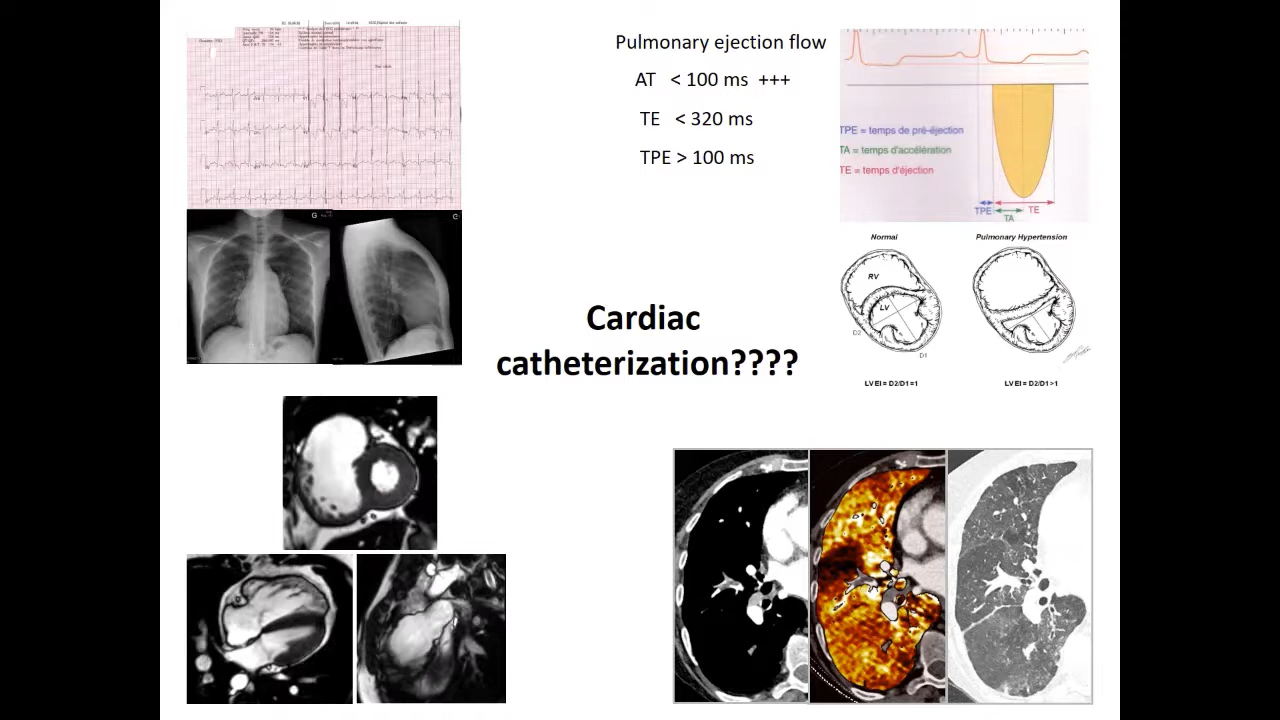 Pulmonary ejection flow
AT < 100 ms +++
TE < 320 ms
TPE > 100 ms
TPE = temps de pré-éjection
TA = temps d'accélération
TE = temps d'éjection
TPE
TE
TA
Normal
Pulmonary Hypertension
RV
LV
D2
D1
LVEI = D2/D1 =1
LVEI = D2/D1 >1
G
Cardiac
catheterization????